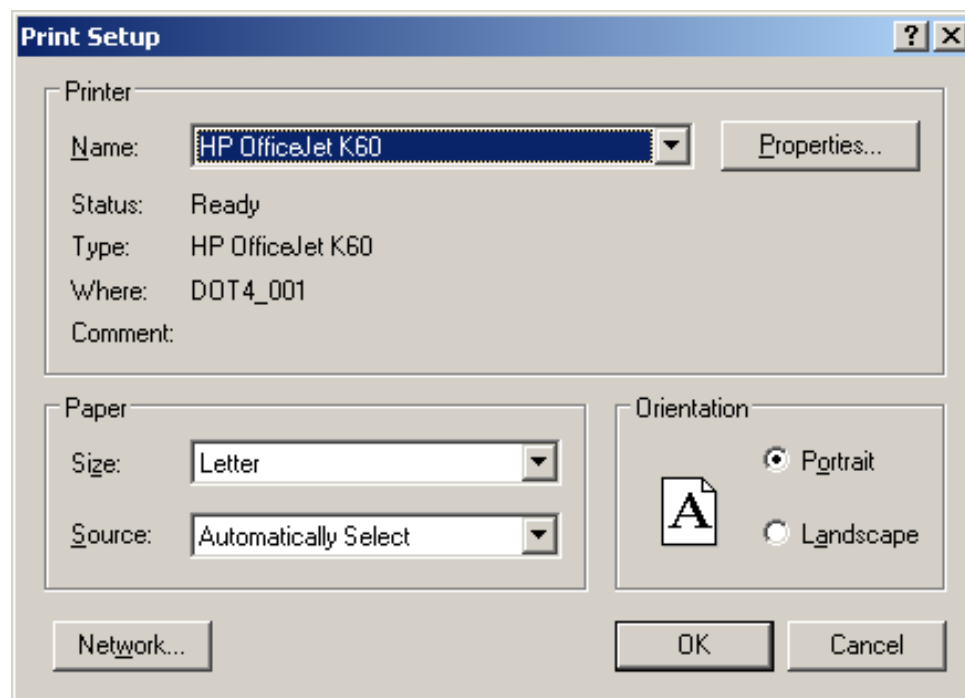 Print Setup
Printer
Name: HP OfficeJet K60 Properties...
Status: Ready
Type: HP OfficeJet K60
Where: DOT4_001
Comment:
Paper
Size: Letter
Source: Automatically Select
Orientation
A
Portrait
Landscape
Network... OK Cancel